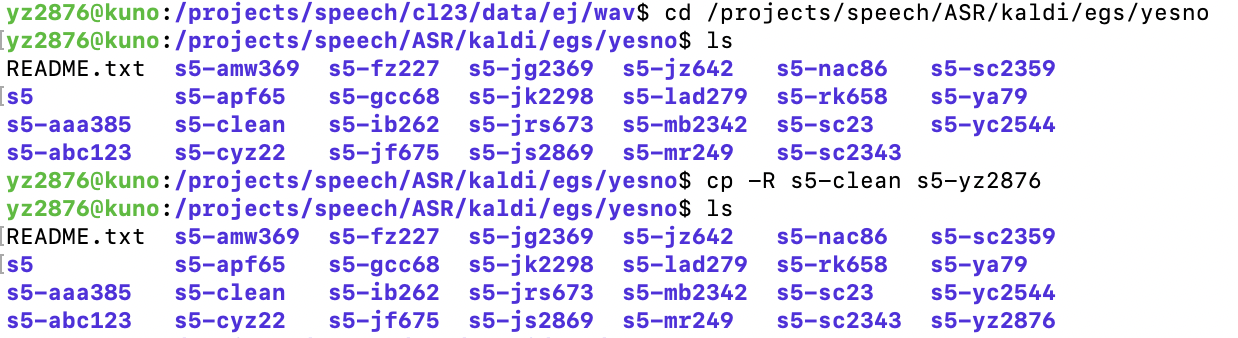 yz2876@kuno:/projects/speech/cl23/data/ej/wav$ cd /projects/speech/ASR/kaldi/egs/yesno
yz2876@kuno:/projects/speech/ASR/kaldi/egs/yesno$ ls
README.txt  s5-amw369  s5-fz227  s5-jg2369  s5-jz642   s5-nac86   s5-sc2359
s5          s5-apf65   s5-gcc68  s5-jk2298  s5-lad279  s5-rk658   s5-ya79
s5-aaa385   s5-clean   s5-ib262  s5-jrs673  s5-mb2342  s5-sc23    s5-yc2544
s5-abc123   s5-cyz22   s5-jf675  s5-js2869  s5-mr249   s5-sc2343
yz2876@kuno:/projects/speech/ASR/kaldi/egs/yesno$ cp -R s5-clean s5-yz2876
yz2876@kuno:/projects/speech/ASR/kaldi/egs/yesno$ ls
README.txt  s5-amw369  s5-fz227  s5-jg2369  s5-jz642   s5-nac86   s5-sc2359
s5          s5-apf65   s5-gcc68  s5-jk2298  s5-lad279  s5-rk658   s5-ya79
s5-aaa385   s5-clean   s5-ib262  s5-jrs673  s5-mb2342  s5-sc23    s5-yc2544
s5-abc123   s5-cyz22   s5-jf675  s5-js2869  s5-mr249   s5-sc2343  s5-yz2876